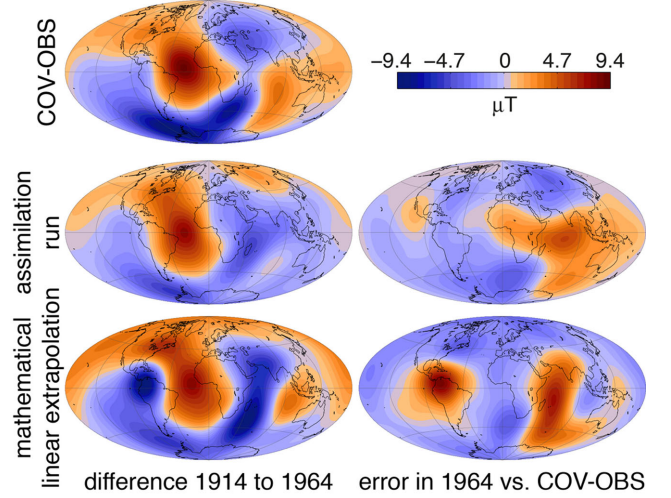 COV-OBS
−9.4 −4.7 0 4.7 9.4
μT
assimilation
run
mathematical
linear extrapolation
difference 1914 to 1964
error in 1964 vs. COV-OBS